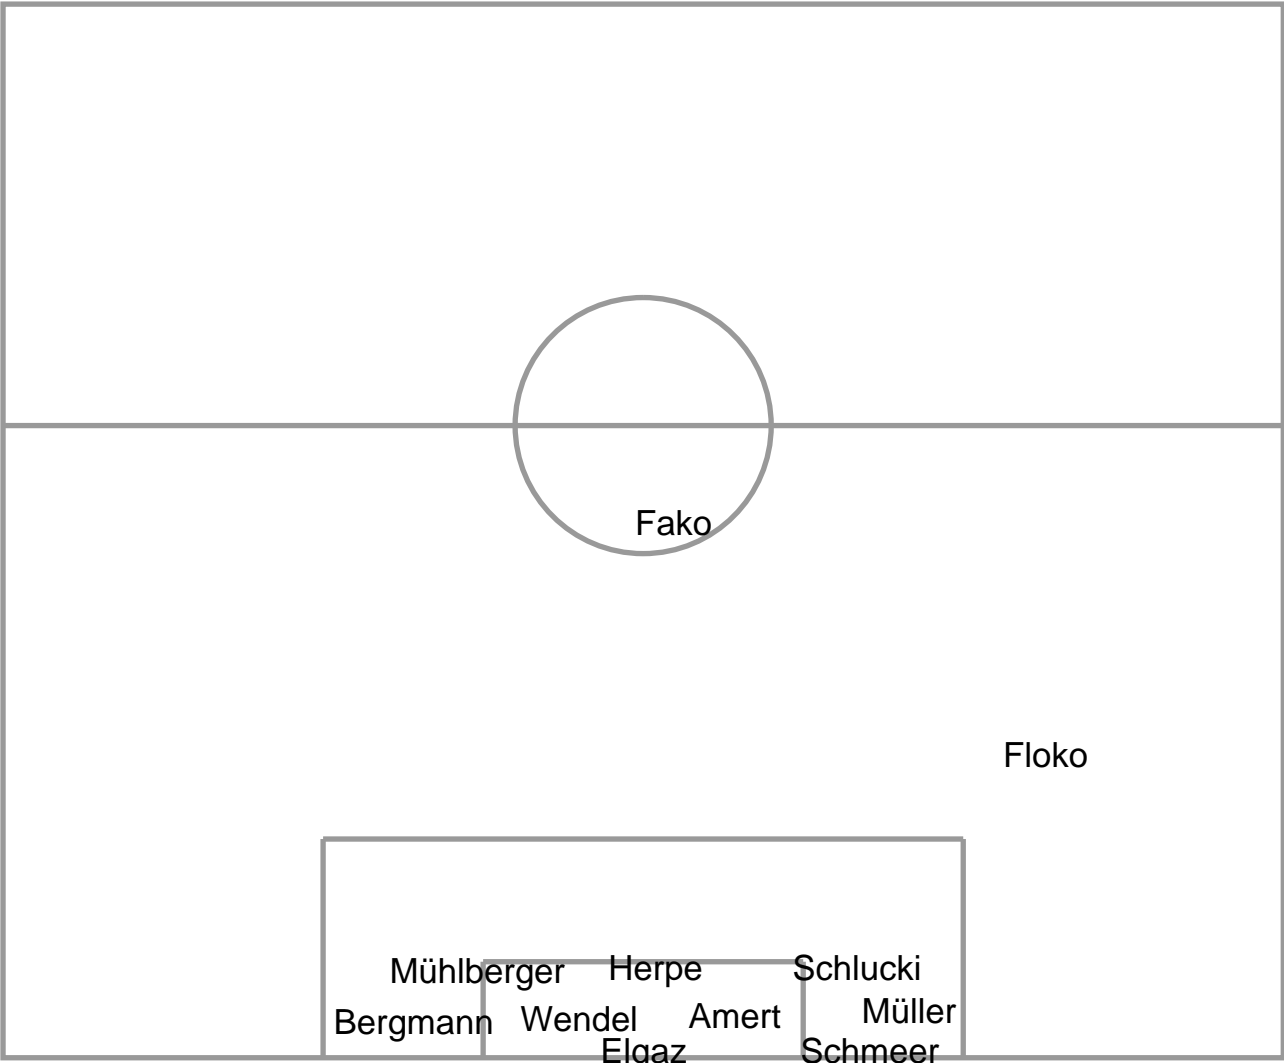 Fako
Floko
Mühlberger Herpe Schlucki
Bergmann Wendel Amert Müller
Elgaz Schmeer